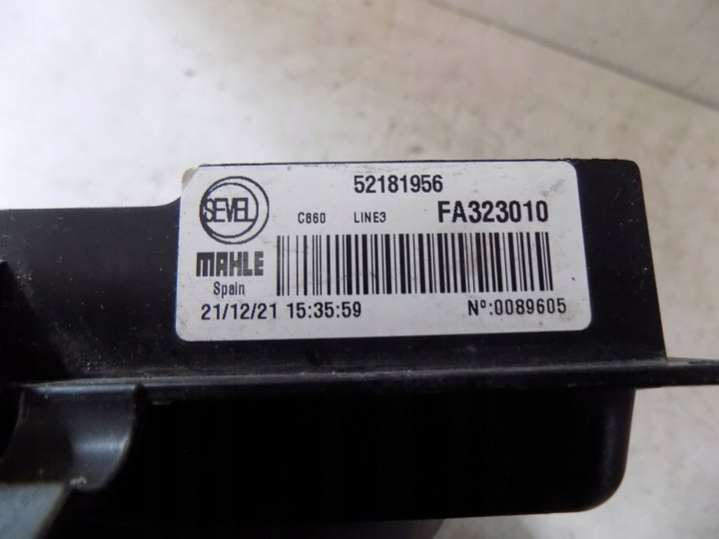 52181956
SEVEL
C860 LINE3 FA323010
MAHLE
Spain
21/12/21 15:35:59 Nº:0089605